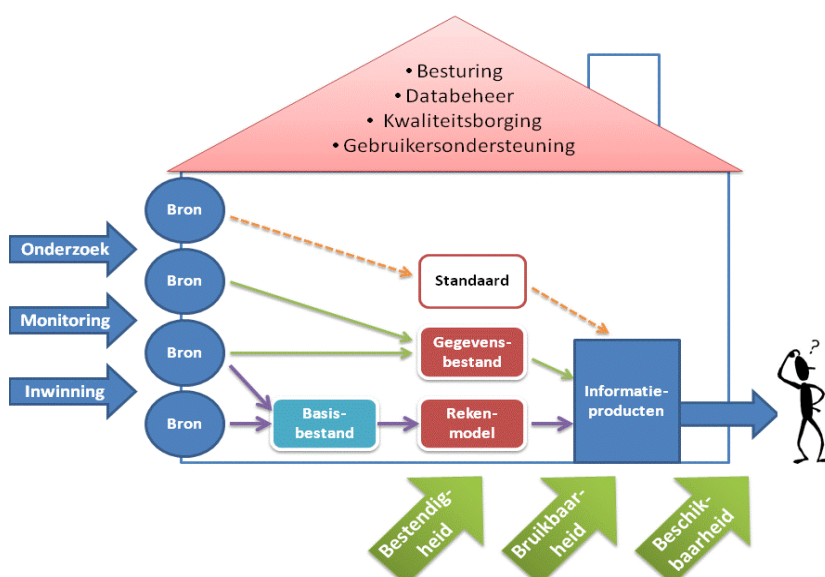 • Besturing
• Databeheer
• Kwaliteitsborging
• Gebruikersondersteuning
Bron
Onderzoek
Bron
Standaard
Monitoring
Bron
Gegevens-
bestand
Inwinning
Bron
Basis-
bestand
Reken-
model
Informatie-
producten
?
Bestendig-
heid
Bruikbaar-
heid
Beschik-
baarheid